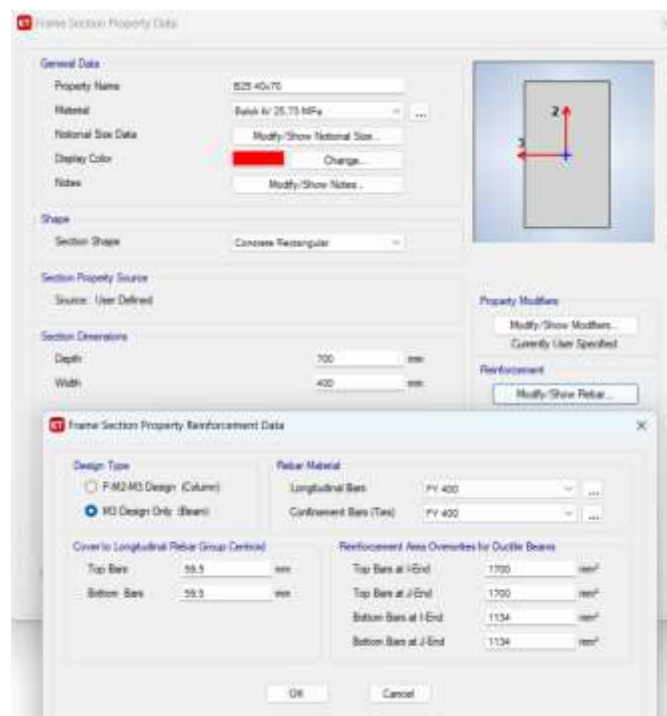 Frame Section Property Data
General Data
Property Name B25 40x70
Material Balok fc' 25,73 MPa ...
Notional Size Data Modify/Show Notional Size...
Display Color Change...
Notes Modify/Show Notes...
2
3
Shape
Section Shape Concrete Rectangular
Section Property Source
Source: User Defined
Property Modifiers
Modify/Show Modifiers...
Currently User Specified
Section Dimensions
Depth 700 mm
Width 400 mm
Reinforcement
Modify/Show Rebar...
Frame Section Property Reinforcement Data
Design Type
P-M2-M3 Design (Column)
M3 Design Only (Beam)
Rebar Material
Longitudinal Bars FY 400 ...
Confinement Bars (Ties) FY 400 ...
Cover to Longitudinal Rebar Group Centroid
Top Bars 59.5 mm
Bottom Bars 59.5 mm
Reinforcement Area Overwrites for Ductile Beams
Top Bars at I-End 1700 mm²
Top Bars at J-End 1700 mm²
Bottom Bars at I-End 1134 mm²
Bottom Bars at J-End 1134 mm²
OK Cancel